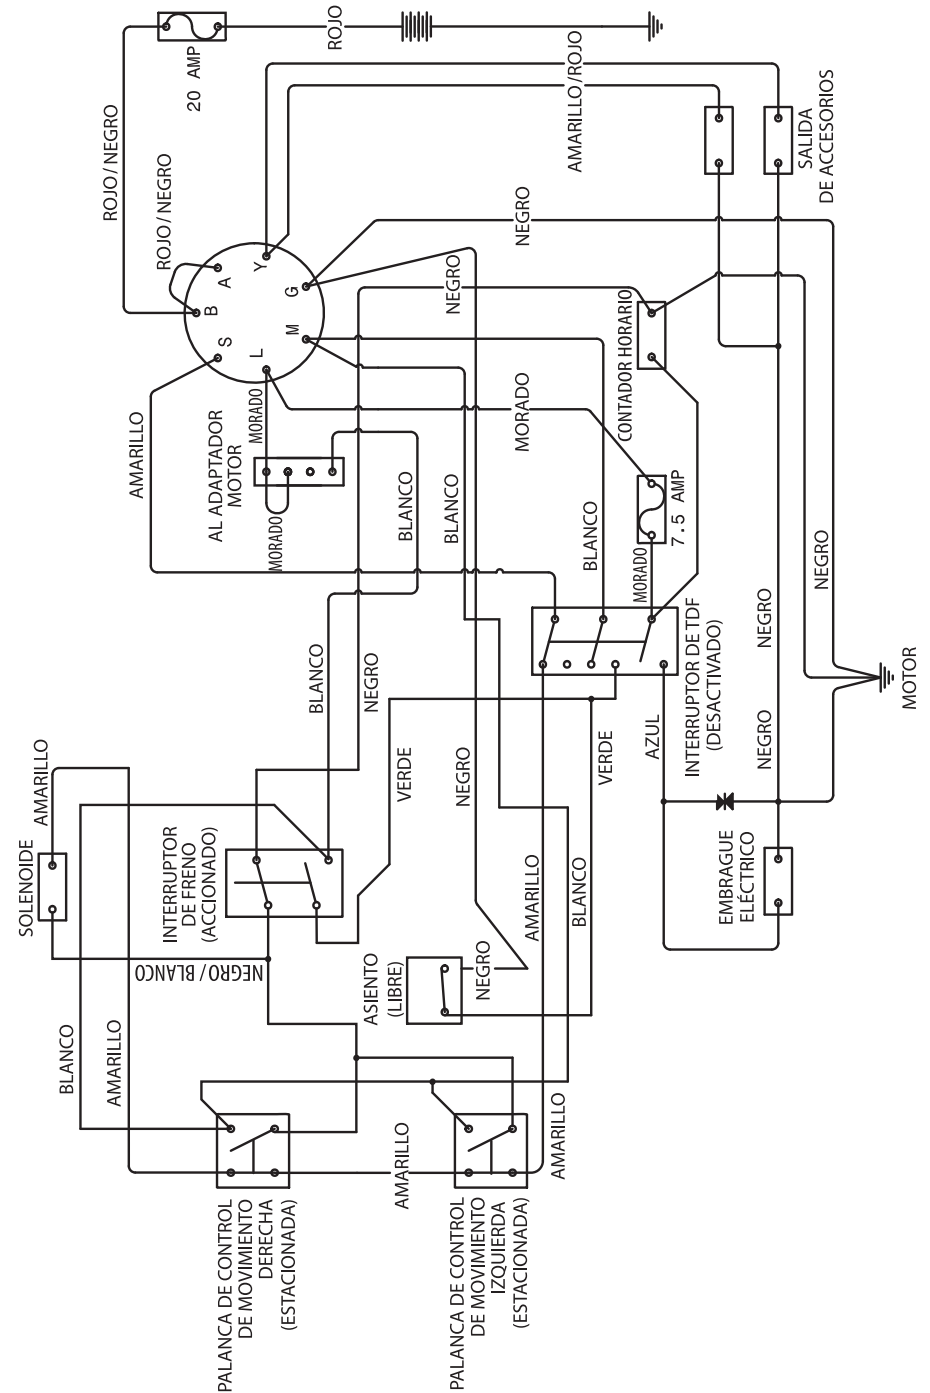 SOLENOIDE
AMARILLO
BLANCO
AMARILLO
ROJO / NEGRO
AMARILLO
ROJO / NEGRO
INTERRUPTOR
DE FRENO
(ACCIONADO)
20 AMP
NEGRO / BLANCO
PALANCA DE CONTROL
DE MOVIMIENTO
DERECHA
(ESTACIONADA)
B
S
A
AL ADAPTADOR
MOTOR
MORADO
L
Y
MORADO
M
G
BLANCO
ROJO
NEGRO
ASIENTO
(LIBRE)
VERDE
AMARILLO
BLANCO
BLANCO
NEGRO
NEGRO
NEGRO
PALANCA DE CONTROL
DE MOVIMIENTO
IZQUIERDA
(ESTACIONADA)
MORADO
NEGRO
AMARILLO
AMARILLO
AMARILLO/ROJO
BLANCO
BLANCO
VERDE
CONTADOR HORARIO
MORADO
AZUL
7.5 AMP
INTERRUPTOR DE TDF
(DESACTIVADO)
EMBRAGUE
ELÉCTRICO
NEGRO
NEGRO
SALIDA
DE ACCESORIOS
NEGRO
MOTOR